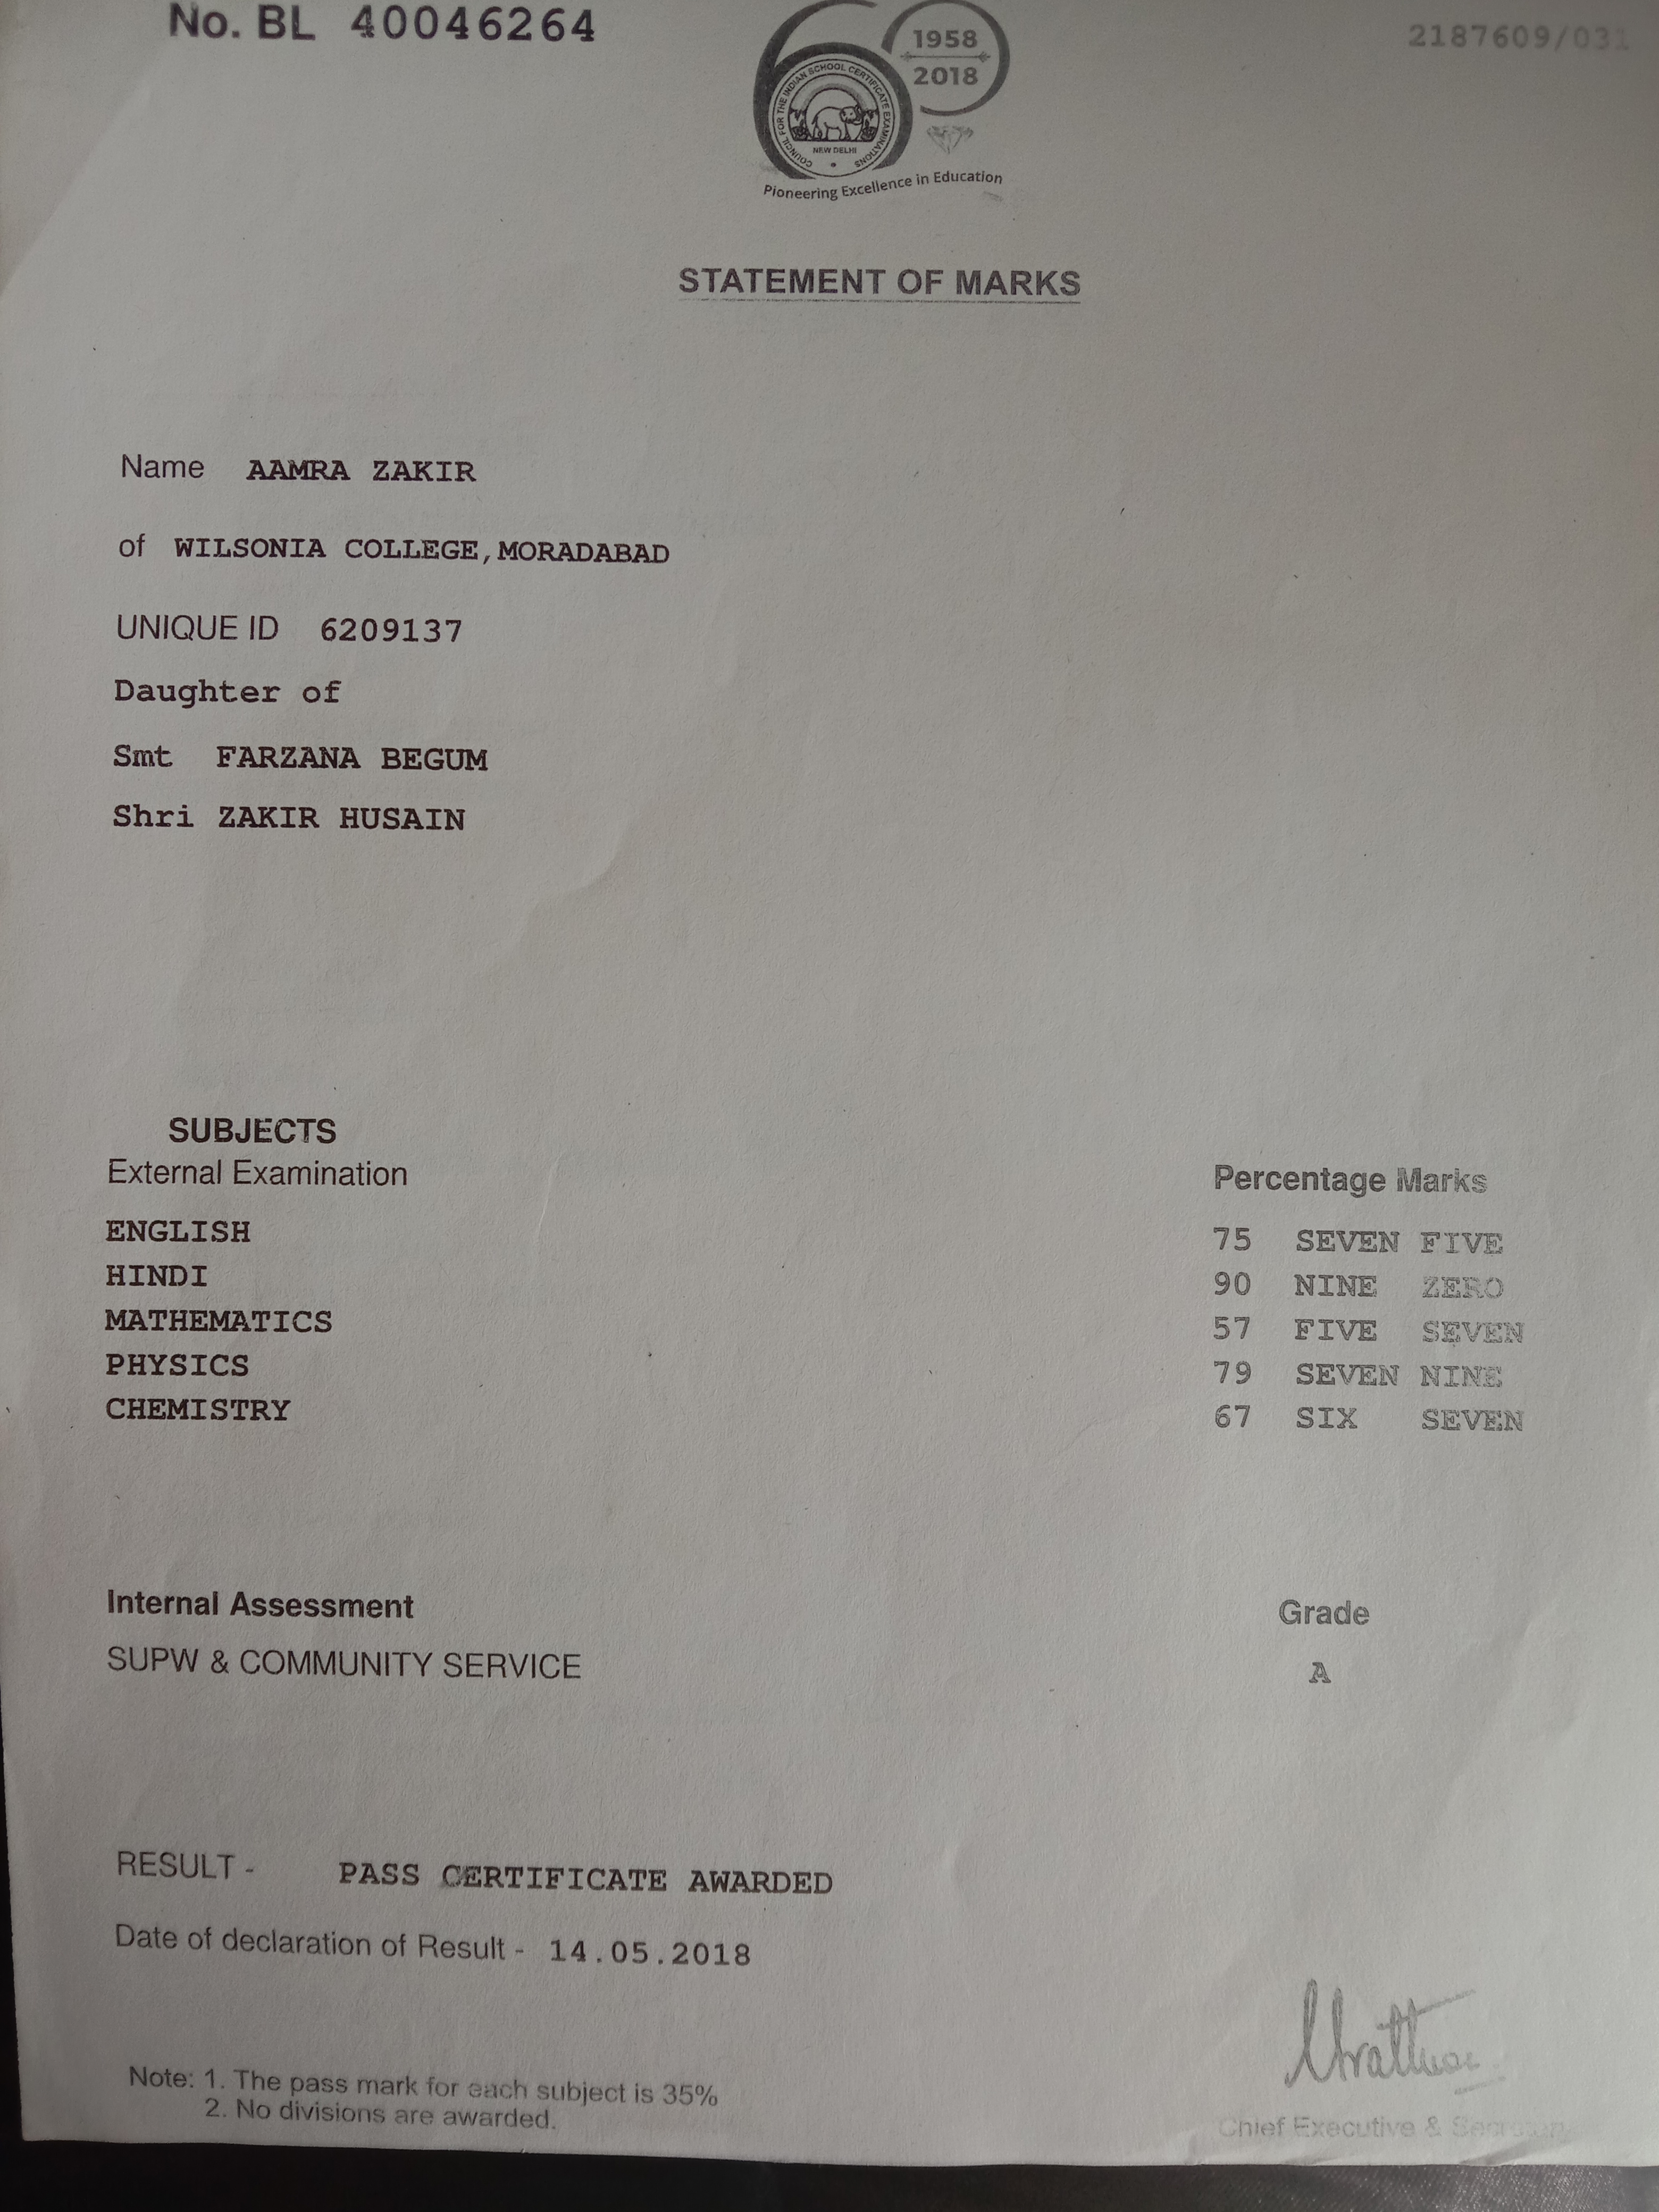 No. BL 40046264
2187609/031
1958
2018
COUNCIL FOR THE INDIAN SCHOOL CERTIFICATE EXAMINATIONS
NEW DELHI
Pioneering Excellence in Education
STATEMENT OF MARKS
Name AAMRA ZAKIR
of WILSONIA COLLEGE,MORADABAD
UNIQUE ID 6209137
Daughter of
Smt FARZANA BEGUM
Shri ZAKIR HUSAIN
SUBJECTS
External Examination Percentage Marks
ENGLISH 75 SEVEN FIVE
HINDI 90 NINE ZERO
MATHEMATICS 57 FIVE SEVEN
PHYSICS 79 SEVEN NINE
CHEMISTRY 67 SIX SEVEN
Internal Assessment Grade
SUPW & COMMUNITY SERVICE A
RESULT - PASS CERTIFICATE AWARDED
Date of declaration of Result - 14.05.2018
Note: 1. The pass mark for each subject is 35%
2. No divisions are awarded.
Chief Executive & Secretary